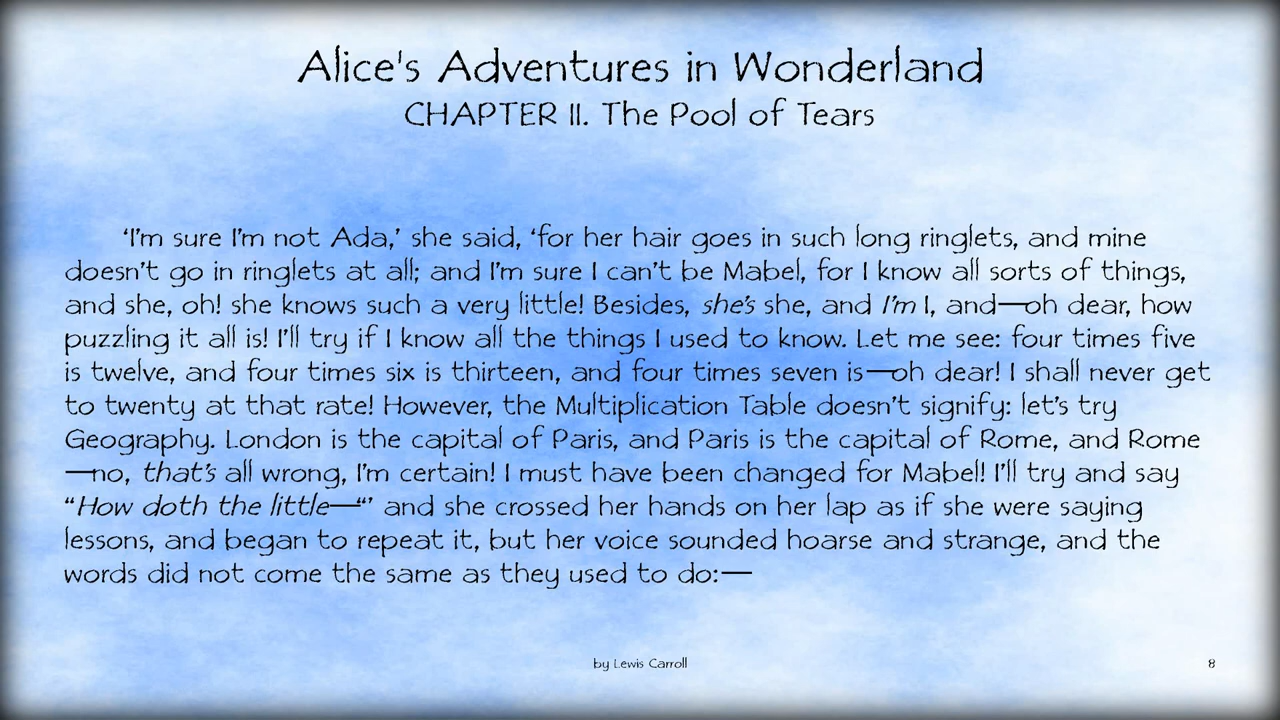 Alice's Adventures in Wonderland
CHAPTER II. The Pool of Tears
‘I’m sure I’m not Ada,’ she said, ‘for her hair goes in such long ringlets, and mine
doesn’t go in ringlets at all; and I’m sure I can’t be Mabel, for I know all sorts of things,
and she, oh! she knows such a very little! Besides, she’s she, and I’m I, and—oh dear, how
puzzling it all is! I’ll try if I know all the things I used to know. Let me see: four times five
is twelve, and four times six is thirteen, and four times seven is—oh dear! I shall never get
to twenty at that rate! However, the Multiplication Table doesn’t signify: let’s try
Geography. London is the capital of Paris, and Paris is the capital of Rome, and Rome
—no, that’s all wrong, I’m certain! I must have been changed for Mabel! I’ll try and say
“How doth the little—“’ and she crossed her hands on her lap as if she were saying
lessons, and began to repeat it, but her voice sounded hoarse and strange, and the
words did not come the same as they used to do:—
by Lewis Carroll
8